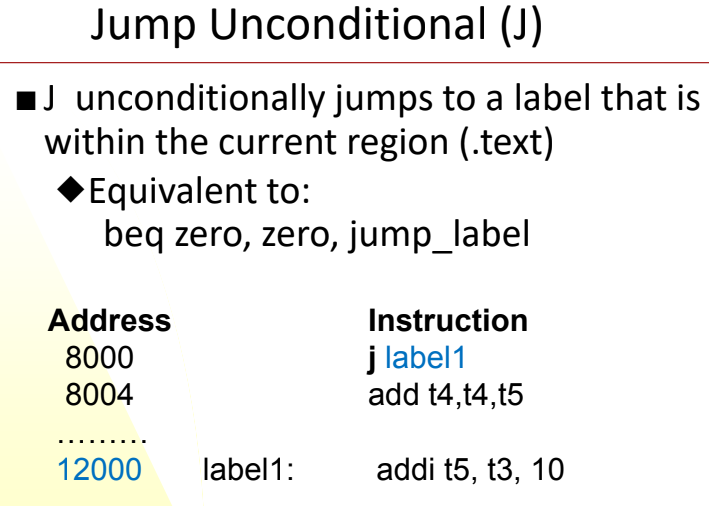 Jump Unconditional (J)
■ J unconditionally jumps to a label that is
within the current region (.text)
◆Equivalent to:
beq zero, zero, jump_label
Address Instruction
8000 j label1
8004 add t4,t4,t5
………
12000 label1: addi t5, t3, 10